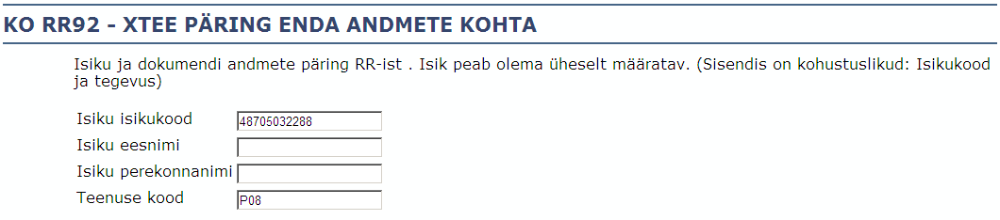 KO RR92 - XTEE PÄRING ENDA ANDMETE KOHTA
Isiku ja dokumendi andmete päring RR-ist . Isik peab olema üheselt määratav. (Sisendis on kohustuslikud: Isikukood
ja tegevus)
Isiku isikukood 48705032288
Isiku eesnimi
Isiku perekonnanimi
Teenuse kood P08